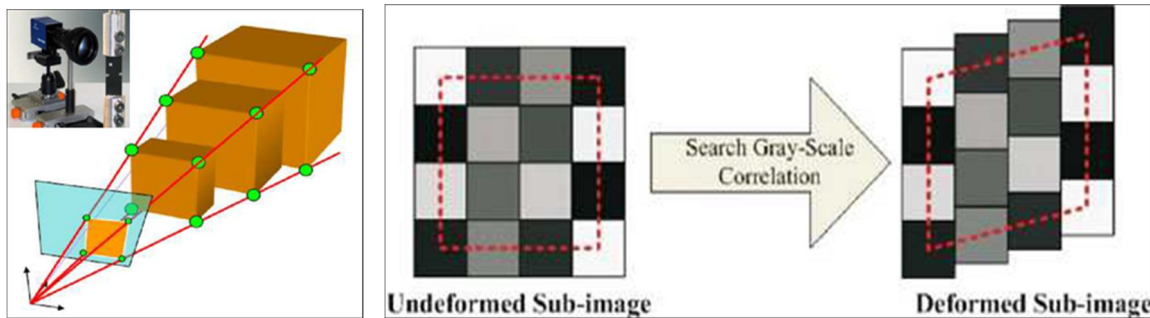 Search Gray-Scale
Correlation
Undeformed Sub-image
Deformed Sub-image